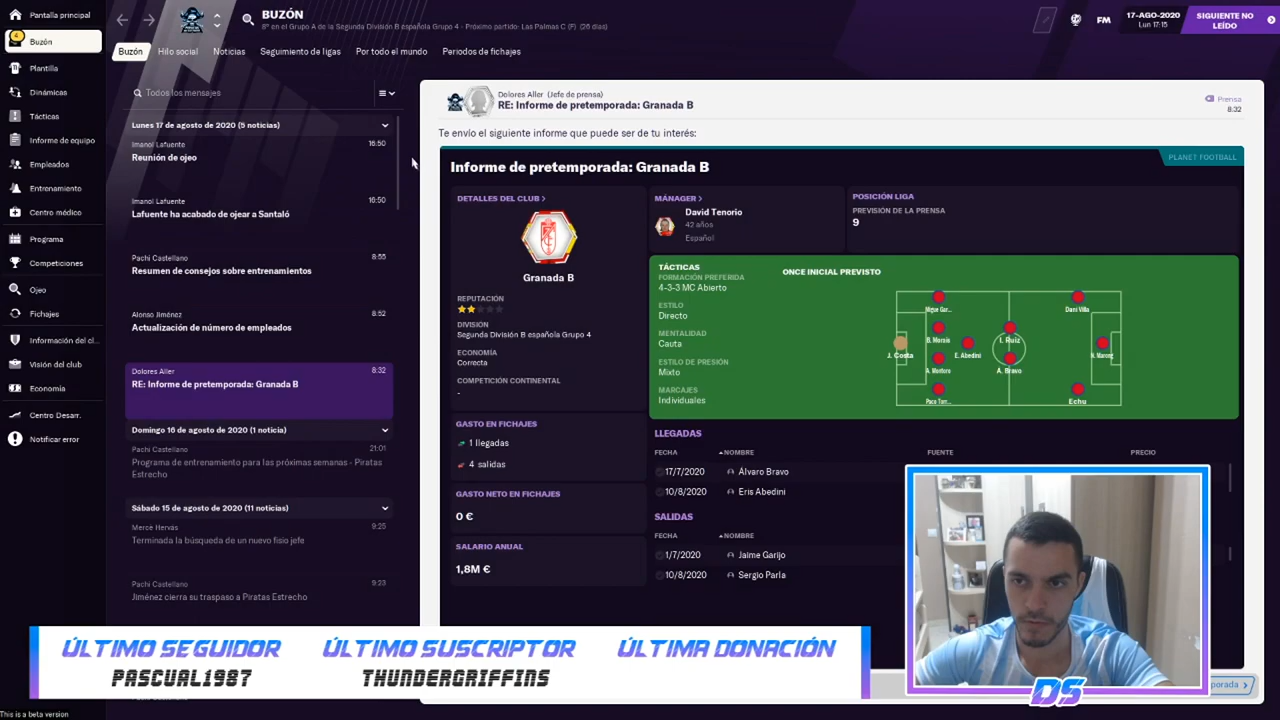 Pantalla principal
4
Buzón
Plantilla
Dinámicas
Tácticas
Informe de equipo
Empleados
Entrenamiento
Centro médico
Programa
Competiciones
Ojeo
Fichajes
Información del cl...
Visión del club
Economía
Centro Desarr.
Notificar error
This is a beta version
BUZÓN
8º en el Grupo A de la Segunda División B española Grupo 4 - Próximo partido: Las Palmas C (F) (26 días)
FM
17-AGO-2020
Lun 17:15
SIGUIENTE NO LEÍDO
Buzón
Hilo social
Noticias
Seguimiento de ligas
Por todo el mundo
Periodos de fichajes
Todos los mensajes
Lunes 17 de agosto de 2020 (5 noticias)
Imanol Lafuente 16:50
Reunión de ojeo
Imanol Lafuente 16:50
Lafuente ha acabado de ojear a Santaló
Pachi Castellano 8:55
Resumen de consejos sobre entrenamientos
Alonso Jiménez 8:52
Actualización de número de empleados
Dolores Aller 8:32
RE: Informe de pretemporada: Granada B
Domingo 16 de agosto de 2020 (1 noticia)
Pachi Castellano 21:01
Programa de entrenamiento para las próximas semanas - Piratas Estrecho
Sábado 15 de agosto de 2020 (11 noticias)
Mercè Hervás 9:25
Terminada la búsqueda de un nuevo fisio jefe
Pachi Castellano 9:23
Jiménez cierra su traspaso a Piratas Estrecho
Dolores Aller (Jefe de prensa)
RE: Informe de pretemporada: Granada B
Prensa
8:32
Te envío el siguiente informe que puede ser de tu interés:
PLANET FOOTBALL
Informe de pretemporada: Granada B
DETALLES DEL CLUB
Granada B
REPUTACIÓN
DIVISIÓN
Segunda División B española Grupo 4
ECONOMÍA
Correcta
COMPETICIÓN CONTINENTAL
-
GASTO EN FICHAJES
1 llegadas
4 salidas
GASTO NETO EN FICHAJES
0 €
SALARIO ANUAL
1,8M €
MÁNAGER
David Tenorio
42 años
Español
POSICIÓN LIGA
PREVISIÓN DE LA PRENSA
9
TÁCTICAS
FORMACIÓN PREFERIDA
4-3-3 MC Abierto
ESTILO
Directo
MENTALIDAD
Cauta
ESTILO DE PRESIÓN
Mixto
MARCAJES
Individuales
ONCE INICIAL PREVISTO
Migue Gar...
Dani Villa
B. Morais
I. Ruiz
J. Costa
E. Abedini
A. Montoro
A. Bravo
Paco Tur...
Echu
LLEGADAS
FECHA NOMBRE FUENTE PRECIO
17/7/2020 Álvaro Bravo
10/8/2020 Eris Abedini
SALIDAS
FECHA NOMBRE
1/7/2020 Jaime Garijo
10/8/2020 Sergio Parla
porada
ÚLTIMO SEGUIDOR
PASCUAL1987
ÚLTIMO SUSCRIPTOR
THUNDERGRIFFINS
ÚLTIMA DONACIÓN
DS